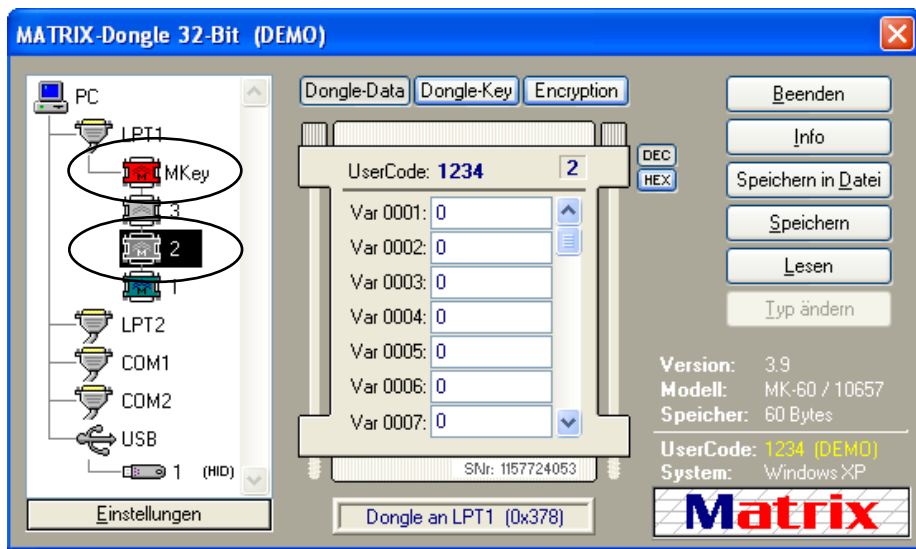 MATRIX-Dongle 32-Bit (DEMO)
PC
LPT1
MKey
3
2
1
LPT2
COM1
COM2
USB
1 (HID)
Einstellungen
Dongle-Data Dongle-Key Encryption
UserCode: 1234 2
DEC
HEX
Var 0001: 0
Var 0002: 0
Var 0003: 0
Var 0004: 0
Var 0005: 0
Var 0006: 0
Var 0007: 0
SNr: 1157724053
Dongle an LPT1 (0x378)
Beenden
Info
Speichern in Datei
Speichern
Lesen
Typ ändern
Version: 3.9
Modell: MK-60 / 10657
Speicher: 60 Bytes
UserCode: 1234 (DEMO)
System: Windows XP
Matrix